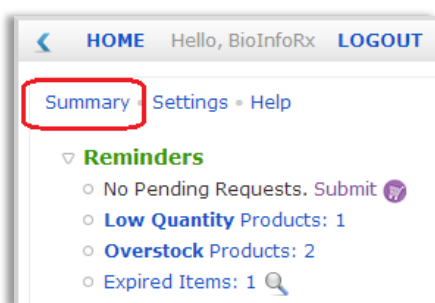 HOME Hello, BioInfoRx LOGOUT
Summary • Settings • Help
Reminders
No Pending Requests. Submit
Low Quantity Products: 1
Overstock Products: 2
Expired Items: 1